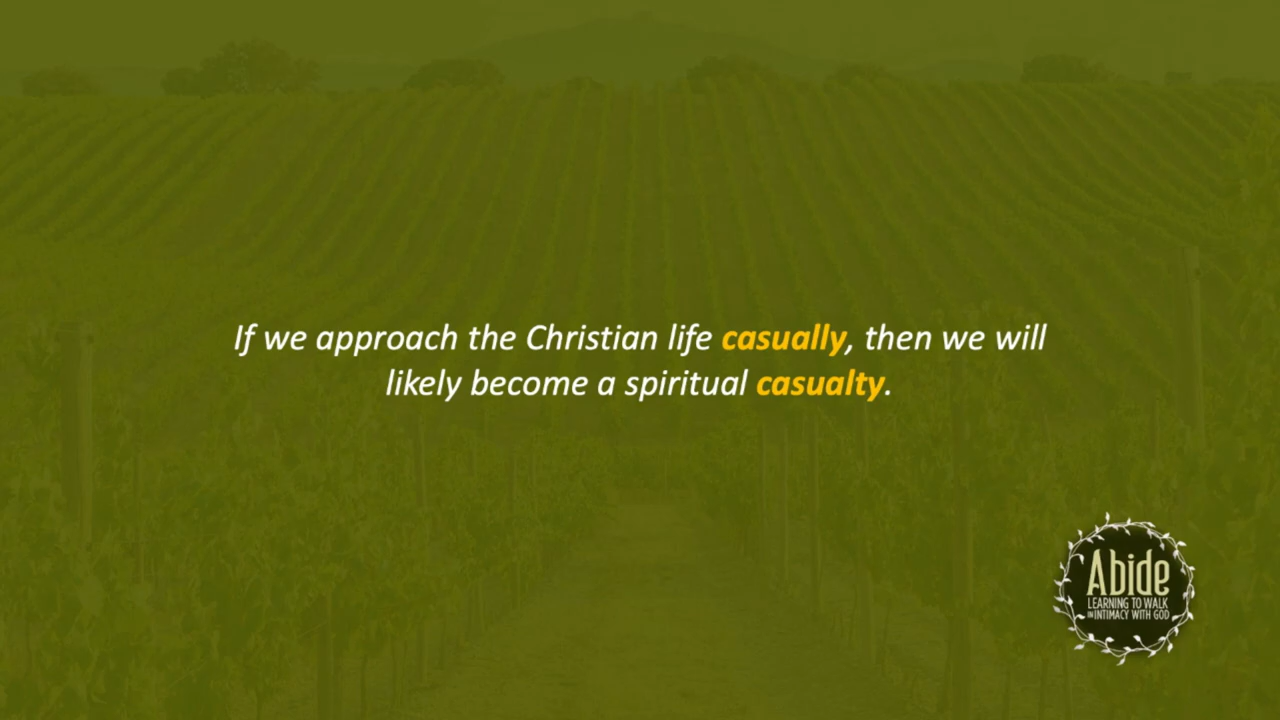 If we approach the Christian life casually, then we will
likely become a spiritual casualty.
Abide
LEARNING TO WALK
IN INTIMACY WITH GOD